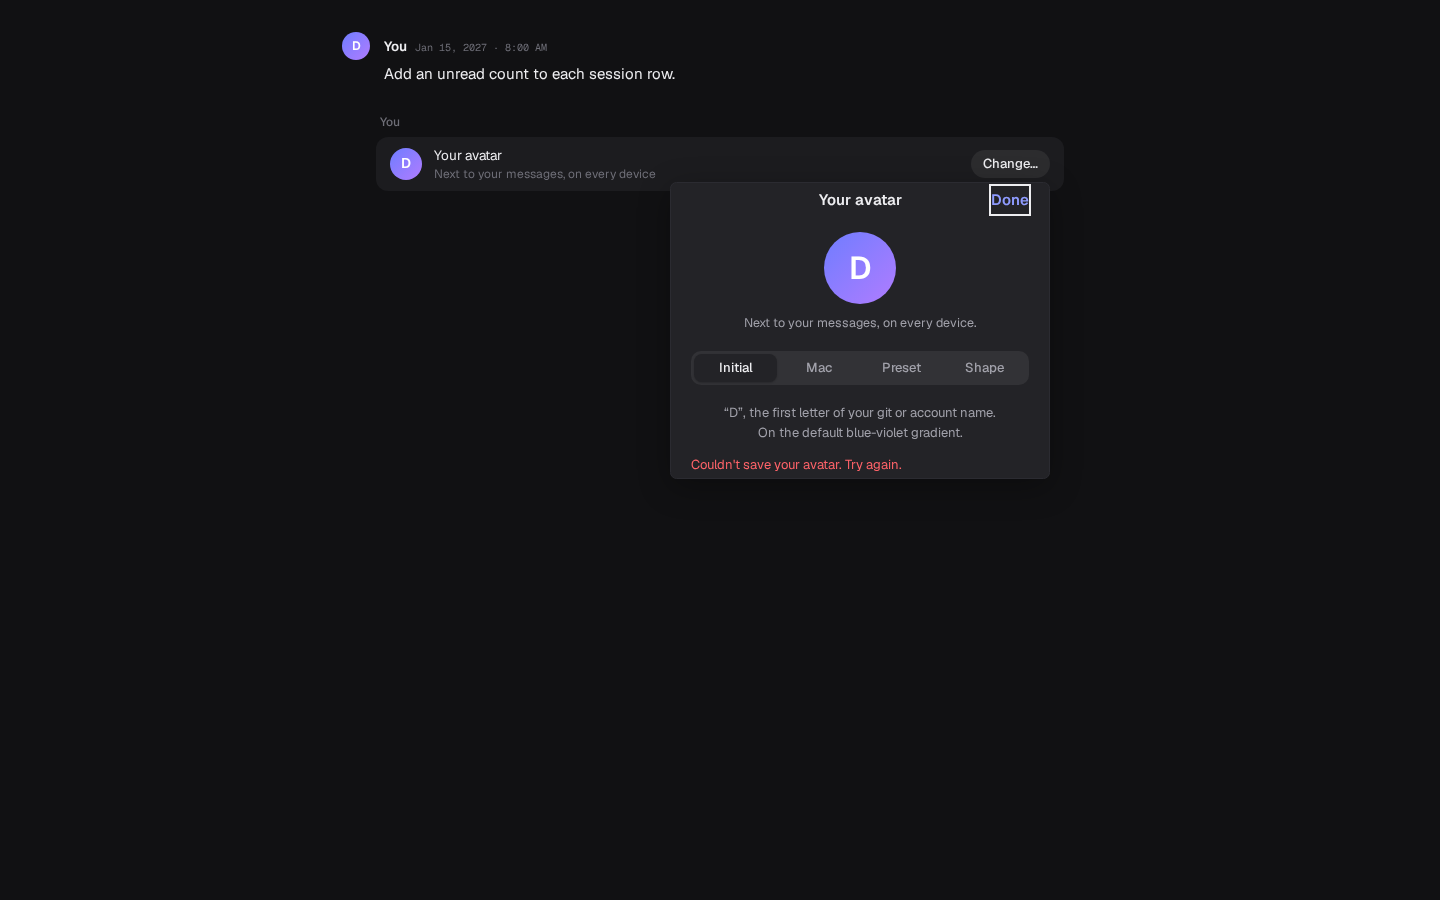 D
You Jan 15, 2027 · 8:00 AM
Add an unread count to each session row.
You
D
Your avatar
Next to your messages, on every device
Change…
Your avatar
Done
D
Next to your messages, on every device.
Initial Mac Preset Shape
“D”, the first letter of your git or account name.
On the default blue-violet gradient.
Couldn't save your avatar. Try again.